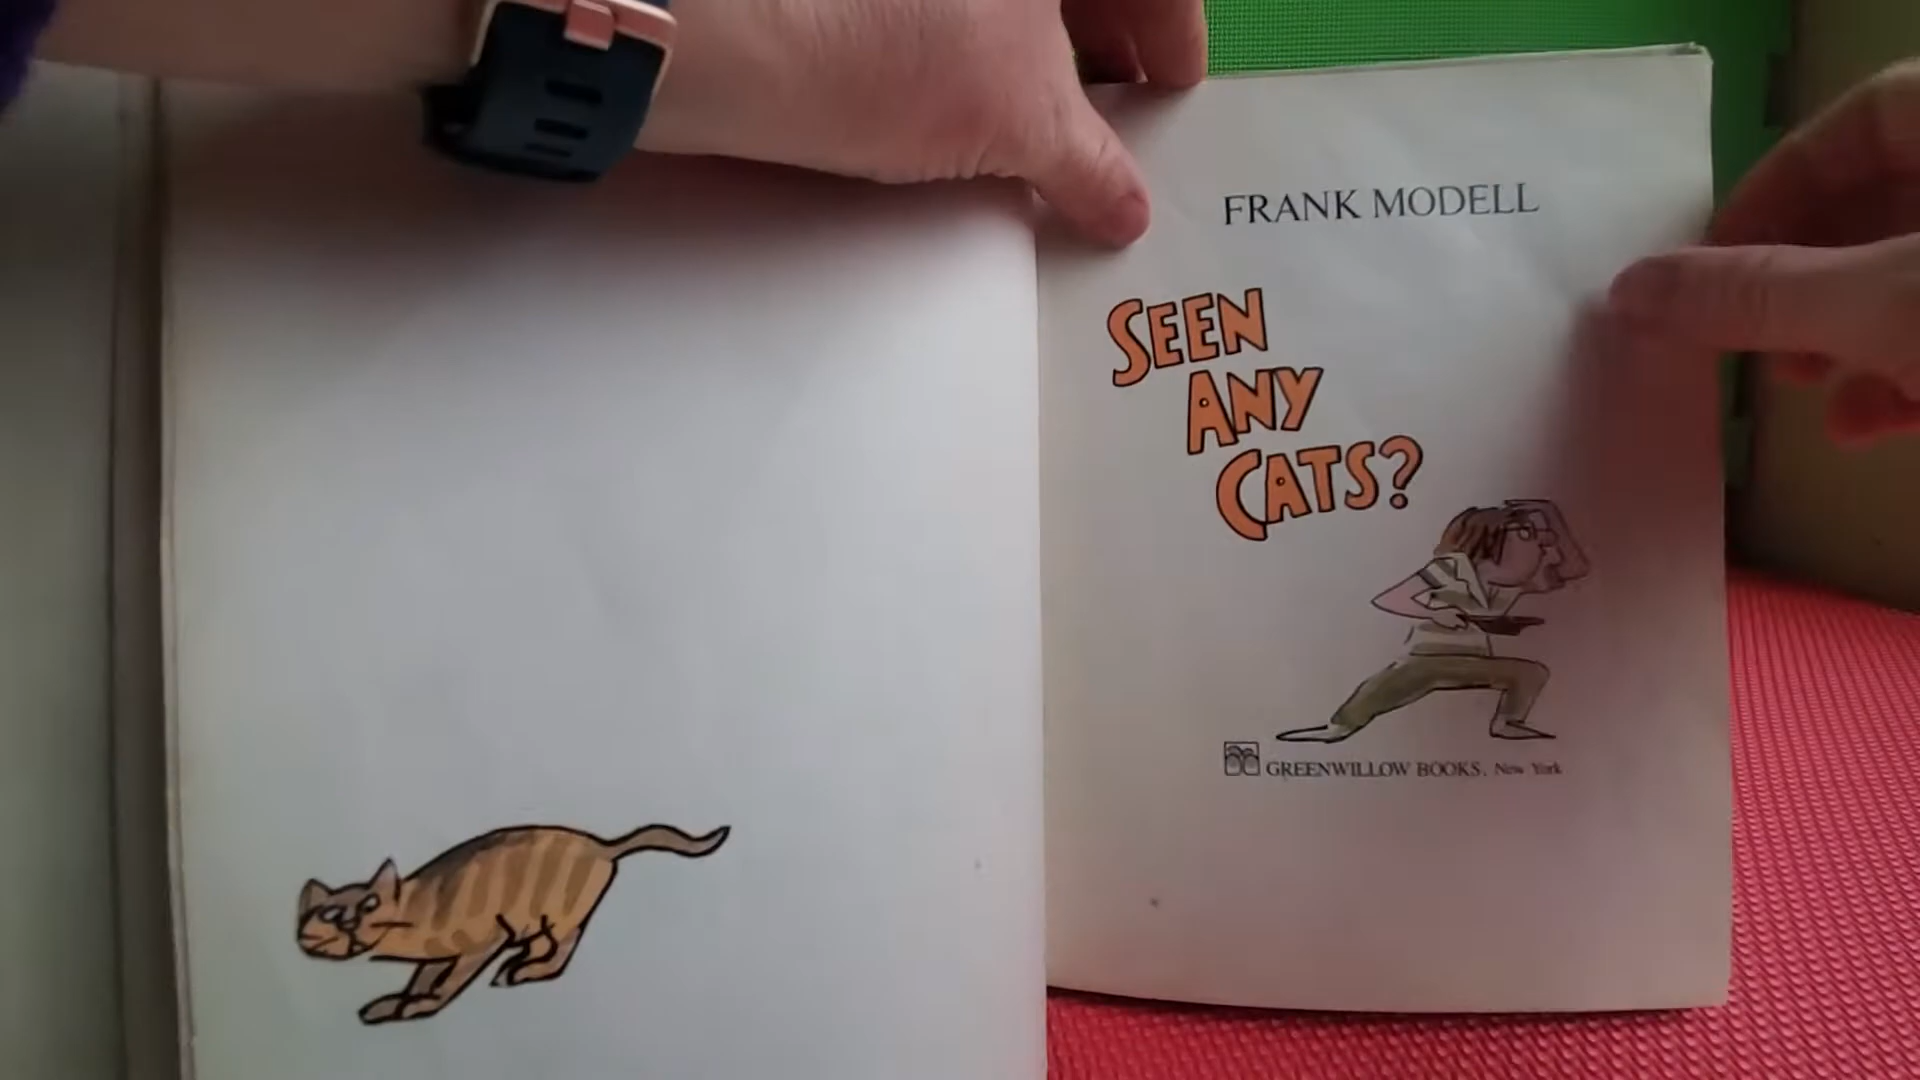 FRANK MODELL
SEEN
ANY
CATS?
GREENWILLOW BOOKS, New York